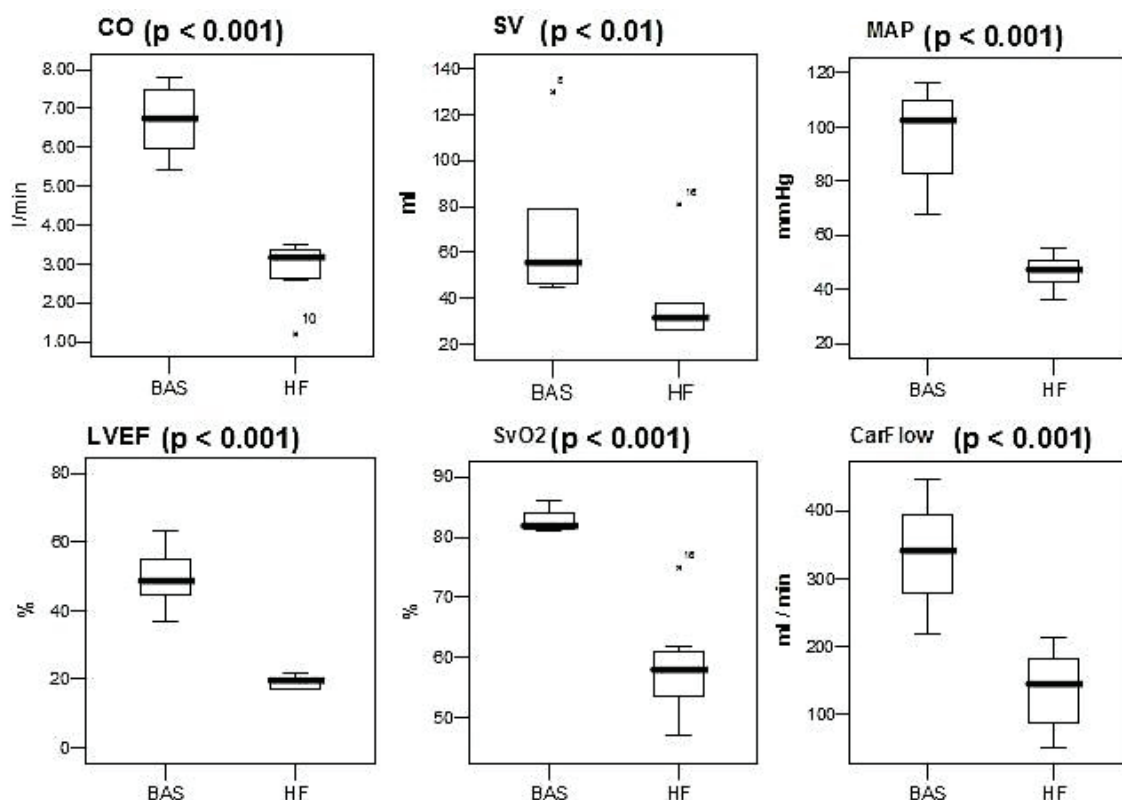 CO (p < 0.001)
l/min
8.00
7.00
6.00
5.00
4.00
3.00
2.00
1.00
10
BAS HF
SV (p < 0.01)
ml
140
120
100
80
60
40
20
16
BAS HF
MAP (p < 0.001)
mmHg
120
100
80
60
40
20
BAS HF
LVEF (p < 0.001)
%
80
60
40
20
0
BAS HF
SvO2 (p < 0.001)
%
90
80
70
60
50
16
BAS HF
CarFlow (p < 0.001)
ml / min
400
300
200
100
BAS HF